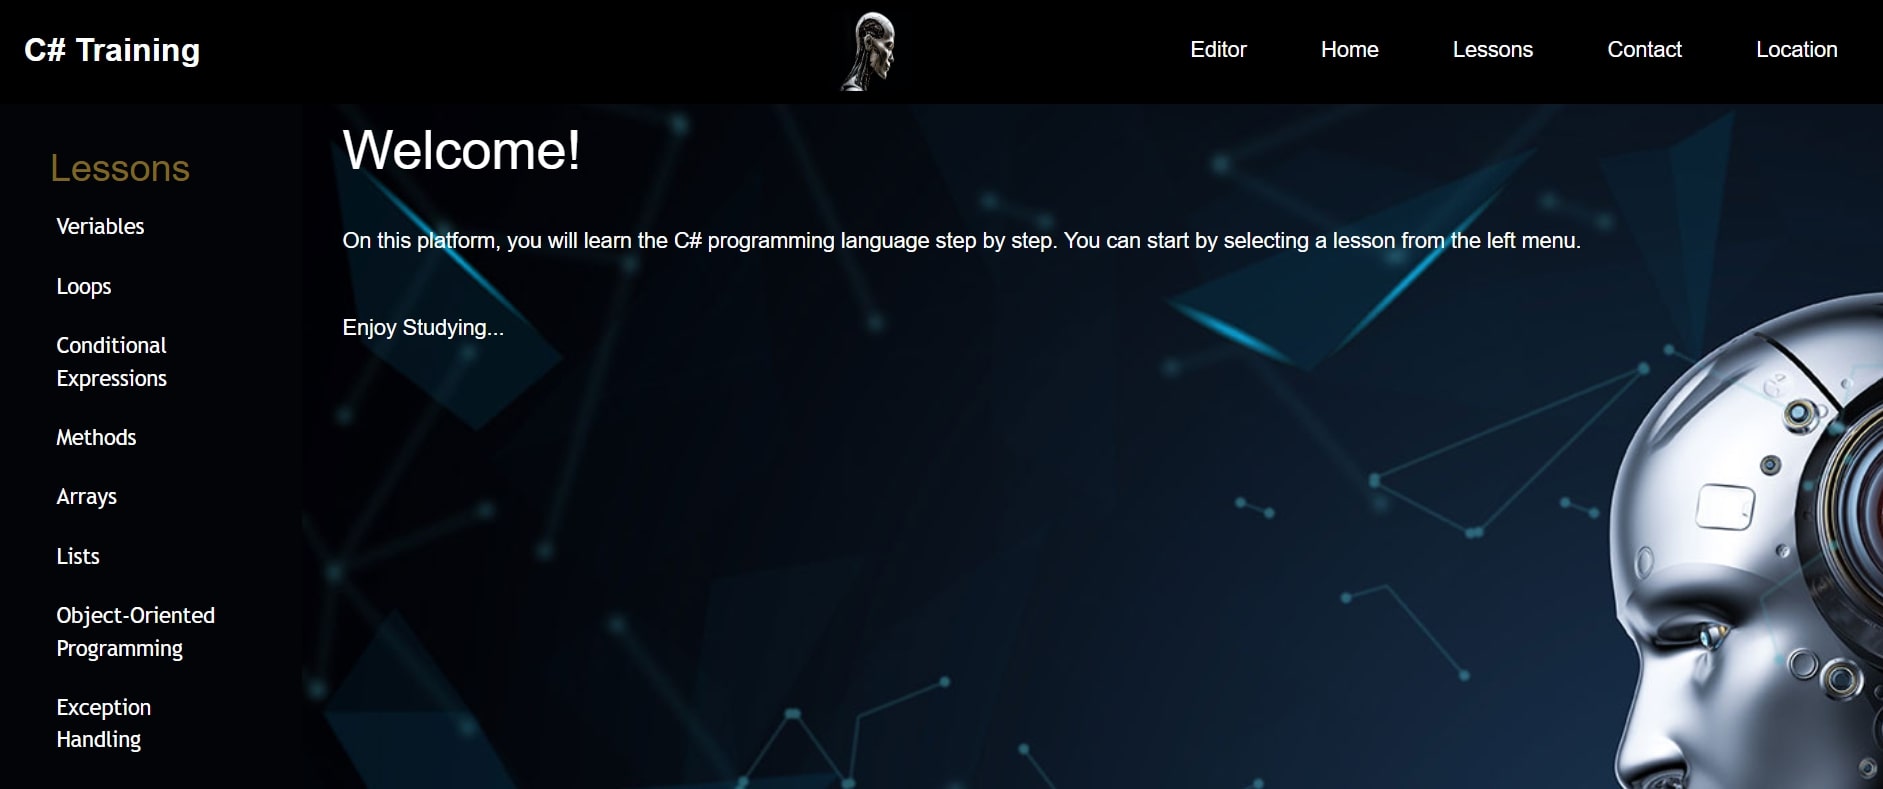 C# Training
Editor
Home
Lessons
Contact
Location
Lessons
Veriables
Loops
Conditional
Expressions
Methods
Arrays
Lists
Object-Oriented
Programming
Exception
Handling
Welcome!
On this platform, you will learn the C# programming language step by step. You can start by selecting a lesson from the left menu.
Enjoy Studying...